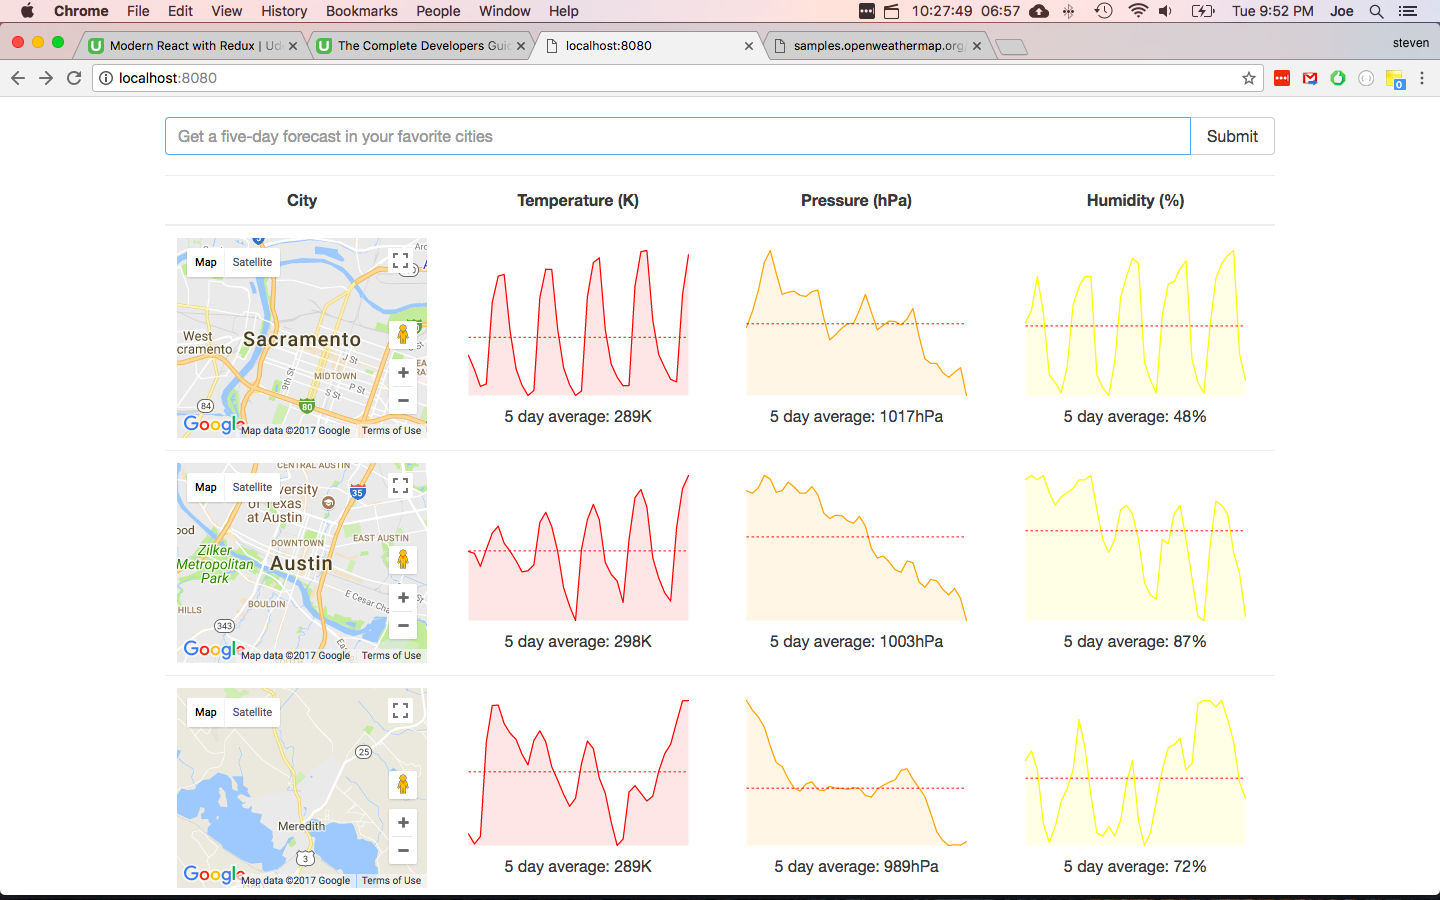 Chrome File Edit View History Bookmarks People Window Help 10:27:49 06:57 Tue 9:52 PM Joe
Modern React with Redux | Ud
The Complete Developers Guid
localhost:8080
samples.openweathermap.org/
steven
localhost:8080
0
Get a five-day forecast in your favorite cities
Submit
City Temperature (K) Pressure (hPa) Humidity (%)
Map Satellite
West
cramento
Sacramento
J St
MIDTOWN
9th St
S St
P St
84
80
Google
Map data ©2017 Google Terms of Use
5 day average: 289K 5 day average: 1017hPa 5 day average: 48%
CENTRAL AUSTIN
Map Satellite
versity
of Texas
at Austin
35
ood
DOWNTOWN
EAST AUSTIN
Zilker
Metropolitan
Park
Austin
HILLS
BOULDIN
E Cesar Cha
343
Google
Map data ©2017 Google Terms of Use
5 day average: 298K 5 day average: 1003hPa 5 day average: 87%
Map Satellite
25
Meredith
3
Google
Map data ©2017 Google Terms of Use
5 day average: 289K 5 day average: 989hPa 5 day average: 72%